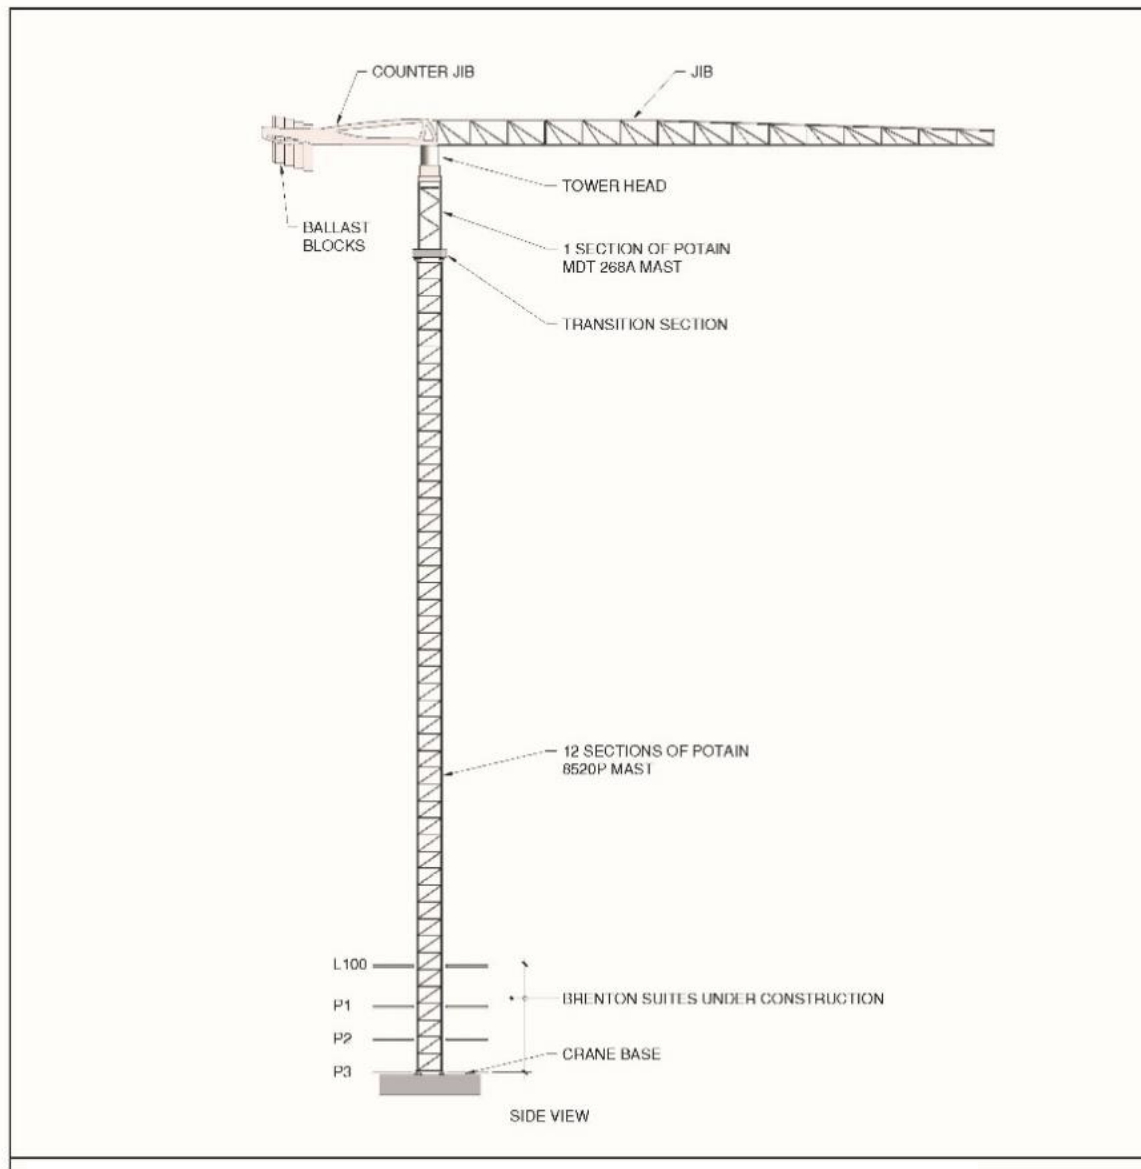 COUNTER JIB
JIB
TOWER HEAD
BALLAST
BLOCKS
1 SECTION OF POTAIN
MDT 268A MAST
TRANSITION SECTION
12 SECTIONS OF POTAIN
8520P MAST
L100
BRENTON SUITES UNDER CONSTRUCTION
P1
P2
CRANE BASE
P3
SIDE VIEW